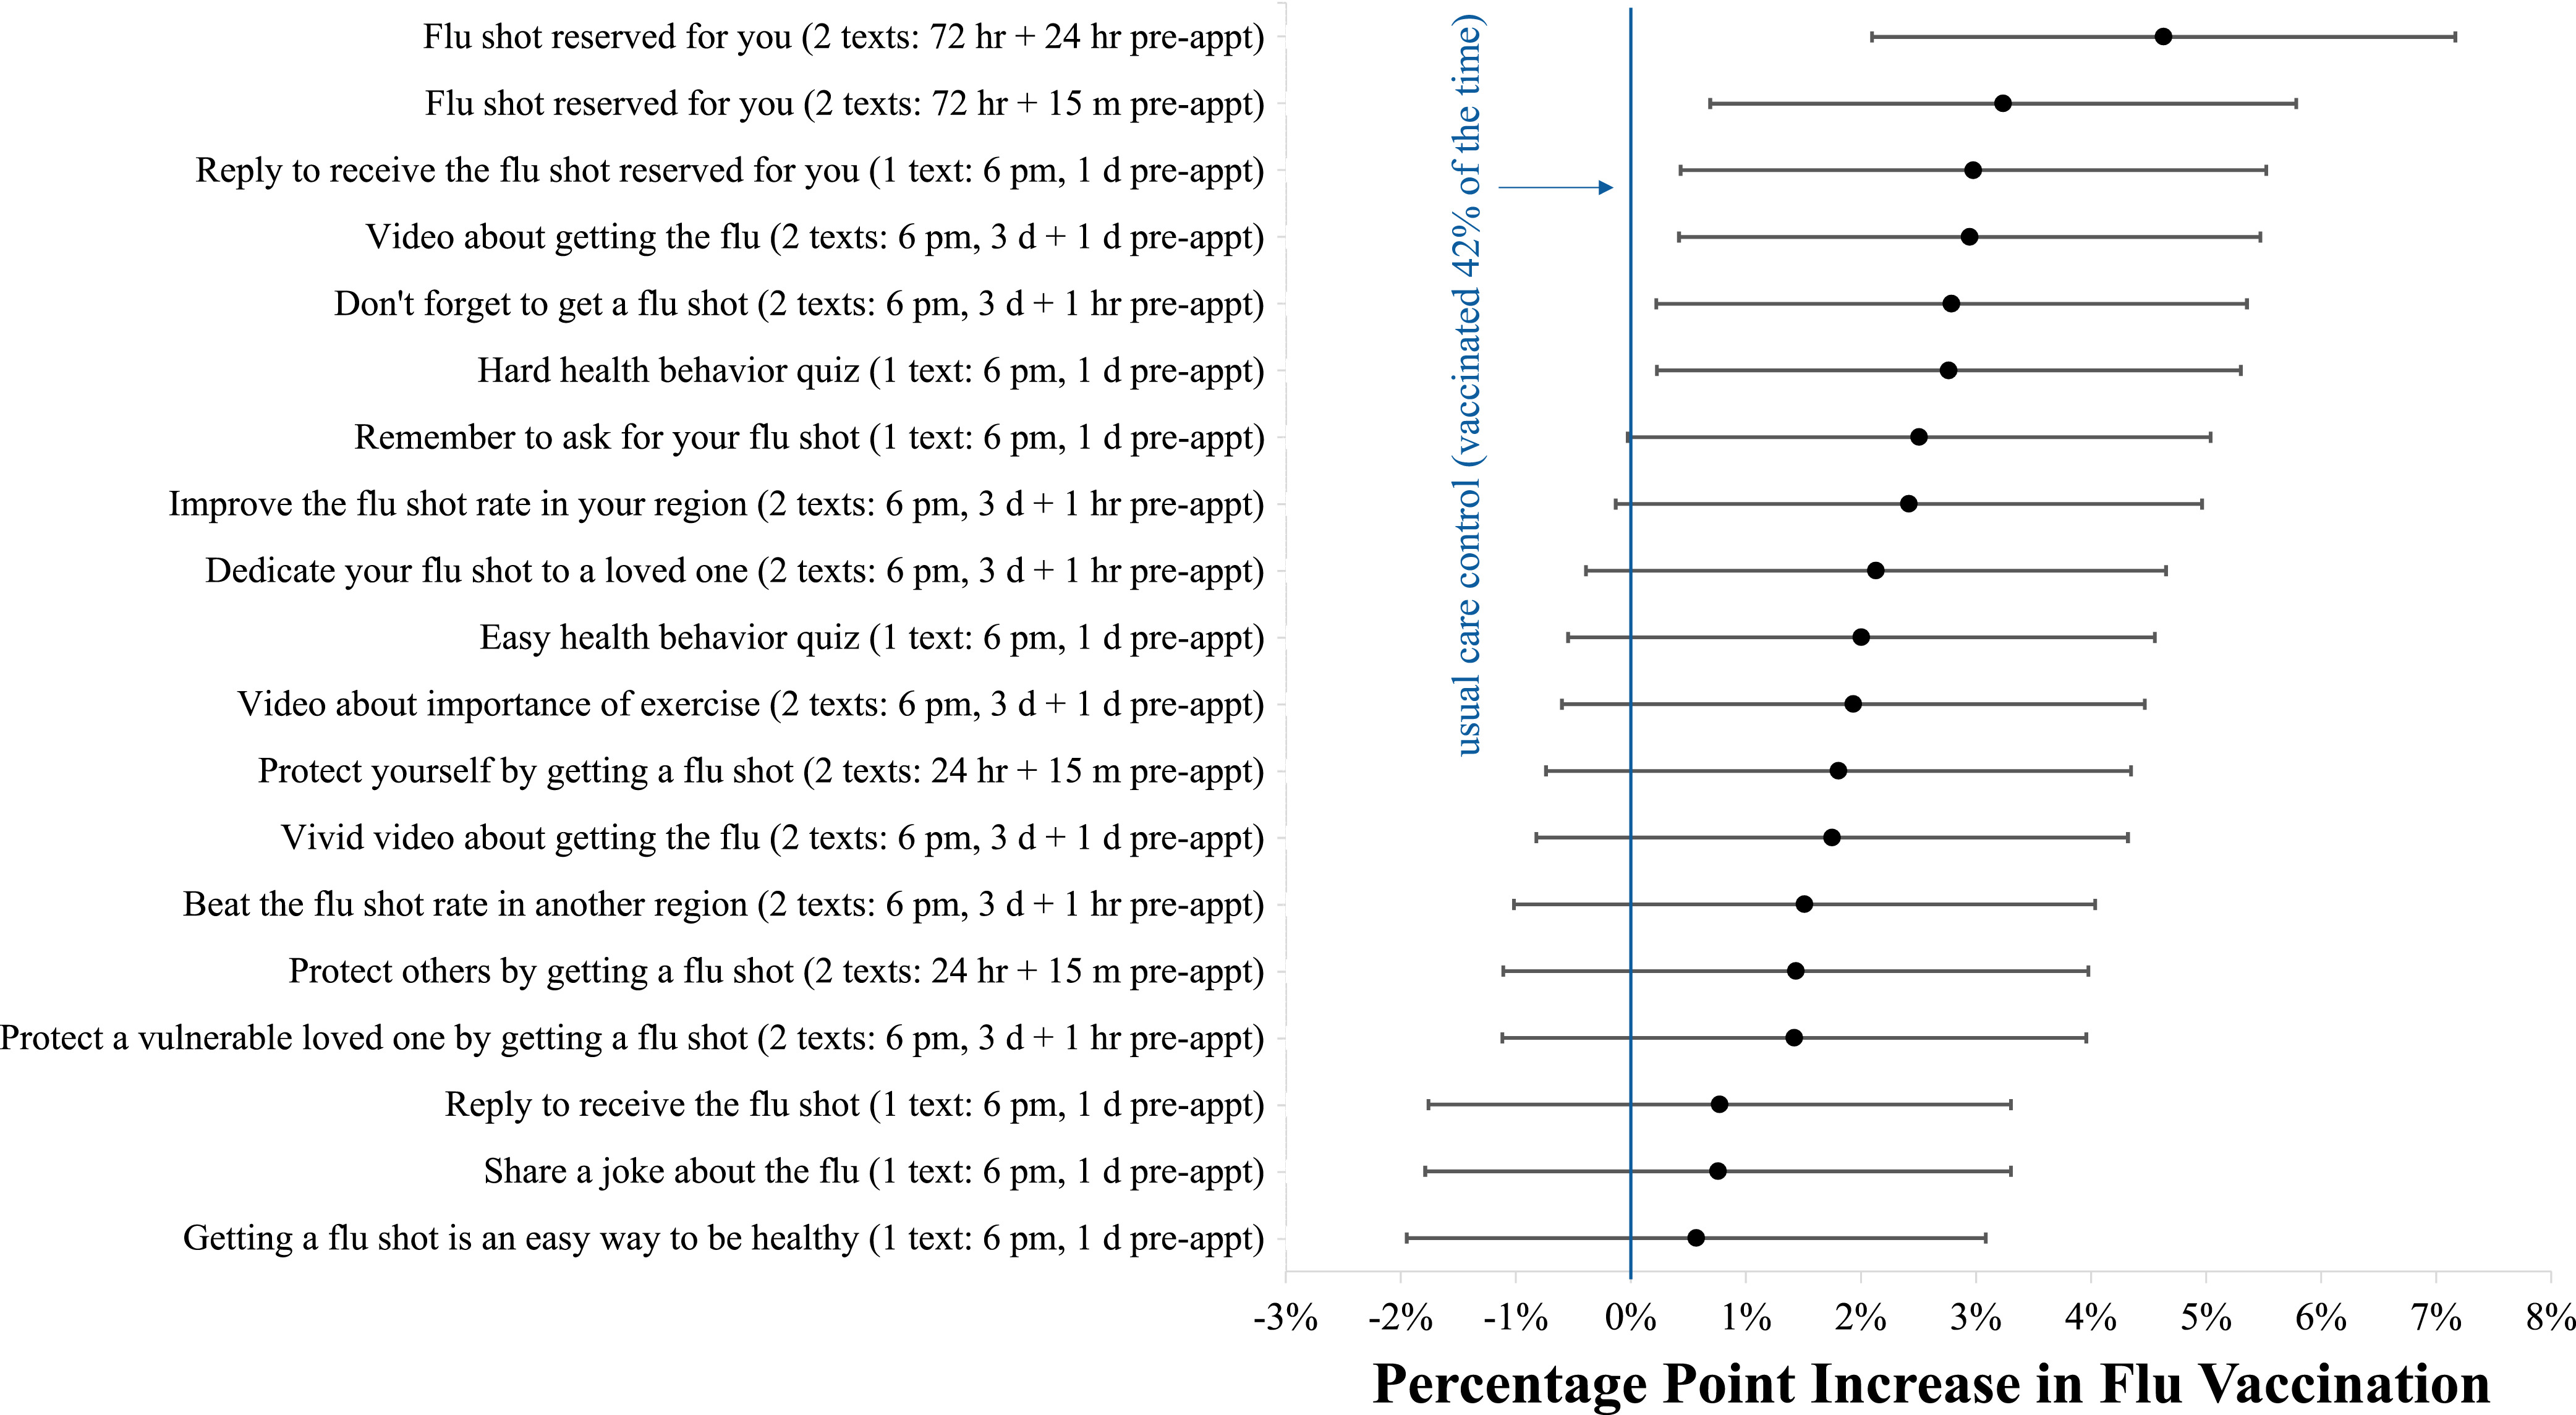 Flu shot reserved for you (2 texts: 72 hr + 24 hr pre-appt)
Flu shot reserved for you (2 texts: 72 hr + 15 m pre-appt)
Reply to receive the flu shot reserved for you (1 text: 6 pm, 1 d pre-appt)
Video about getting the flu (2 texts: 6 pm, 3 d + 1 d pre-appt)
Don't forget to get a flu shot (2 texts: 6 pm, 3 d + 1 hr pre-appt)
Hard health behavior quiz (1 text: 6 pm, 1 d pre-appt)
Remember to ask for your flu shot (1 text: 6 pm, 1 d pre-appt)
Improve the flu shot rate in your region (2 texts: 6 pm, 3 d + 1 hr pre-appt)
Dedicate your flu shot to a loved one (2 texts: 6 pm, 3 d + 1 hr pre-appt)
Easy health behavior quiz (1 text: 6 pm, 1 d pre-appt)
Video about importance of exercise (2 texts: 6 pm, 3 d + 1 d pre-appt)
Protect yourself by getting a flu shot (2 texts: 24 hr + 15 m pre-appt)
Vivid video about getting the flu (2 texts: 6 pm, 3 d + 1 d pre-appt)
Beat the flu shot rate in another region (2 texts: 6 pm, 3 d + 1 hr pre-appt)
Protect others by getting a flu shot (2 texts: 24 hr + 15 m pre-appt)
Protect a vulnerable loved one by getting a flu shot (2 texts: 6 pm, 3 d + 1 hr pre-appt)
Reply to receive the flu shot (1 text: 6 pm, 1 d pre-appt)
Share a joke about the flu (1 text: 6 pm, 1 d pre-appt)
Getting a flu shot is an easy way to be healthy (1 text: 6 pm, 1 d pre-appt)
usual care control (vaccinated 42% of the time)
-3% -2% -1% 0% 1% 2% 3% 4% 5% 6% 7% 8%
Percentage Point Increase in Flu Vaccination